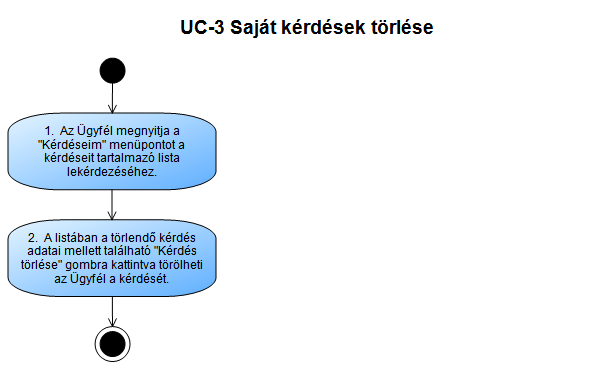 UC-3 Saját kérdések törlése
1.  Az Ügyfél megnyitja a
"Kérdéseim" menüpontot a
kérdéseit tartalmazó lista
lekérdezéséhez.
2.  A listában a törlendő kérdés
adatai mellett található "Kérdés
törlése" gombra kattintva törölheti
az Ügyfél a kérdését.